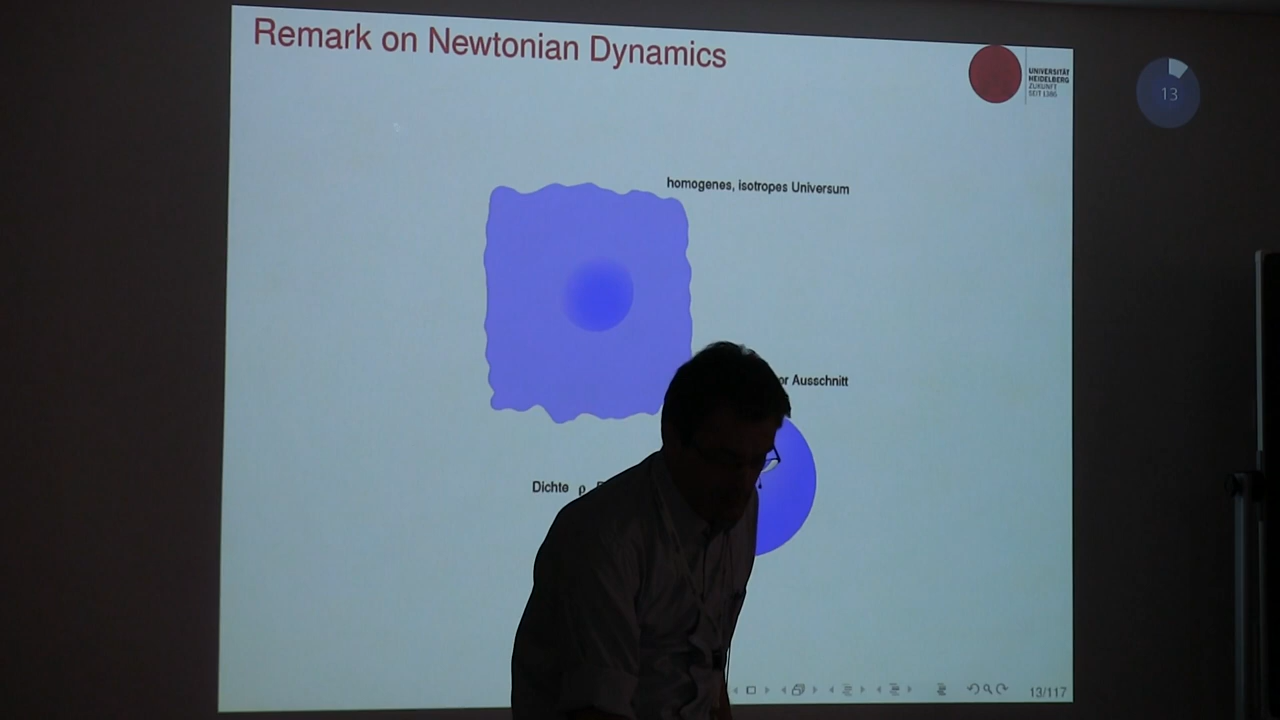 Remark on Newtonian Dynamics
UNIVERSITÄT
HEIDELBERG
ZUKUNFT
SEIT 1386
13
homogenes, isotropes Universum
Ausschnitt
Dichte ρ
13/117